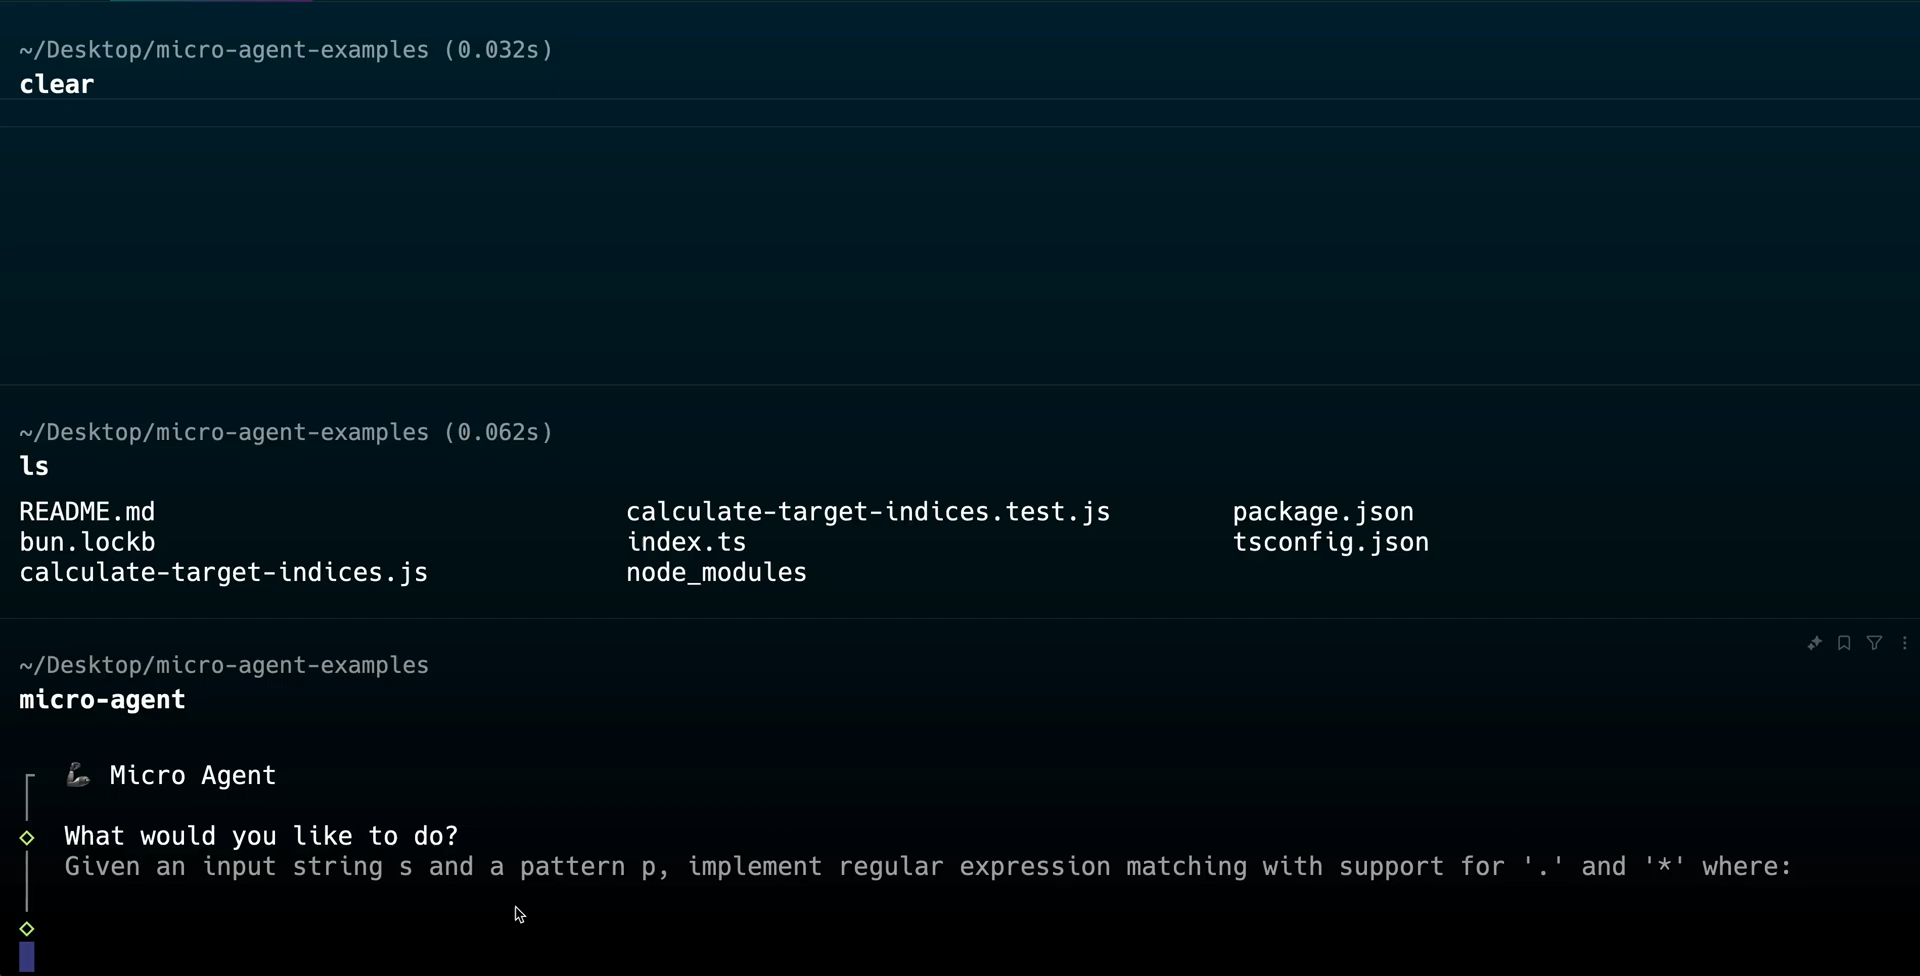 ~/Desktop/micro-agent-examples (0.032s)
clear
~/Desktop/micro-agent-examples (0.062s)
ls
README.md calculate-target-indices.test.js package.json
bun.lockb index.ts tsconfig.json
calculate-target-indices.js node_modules
~/Desktop/micro-agent-examples
micro-agent
🦾 Micro Agent
What would you like to do?
Given an input string s and a pattern p, implement regular expression matching with support for '.' and '*' where: